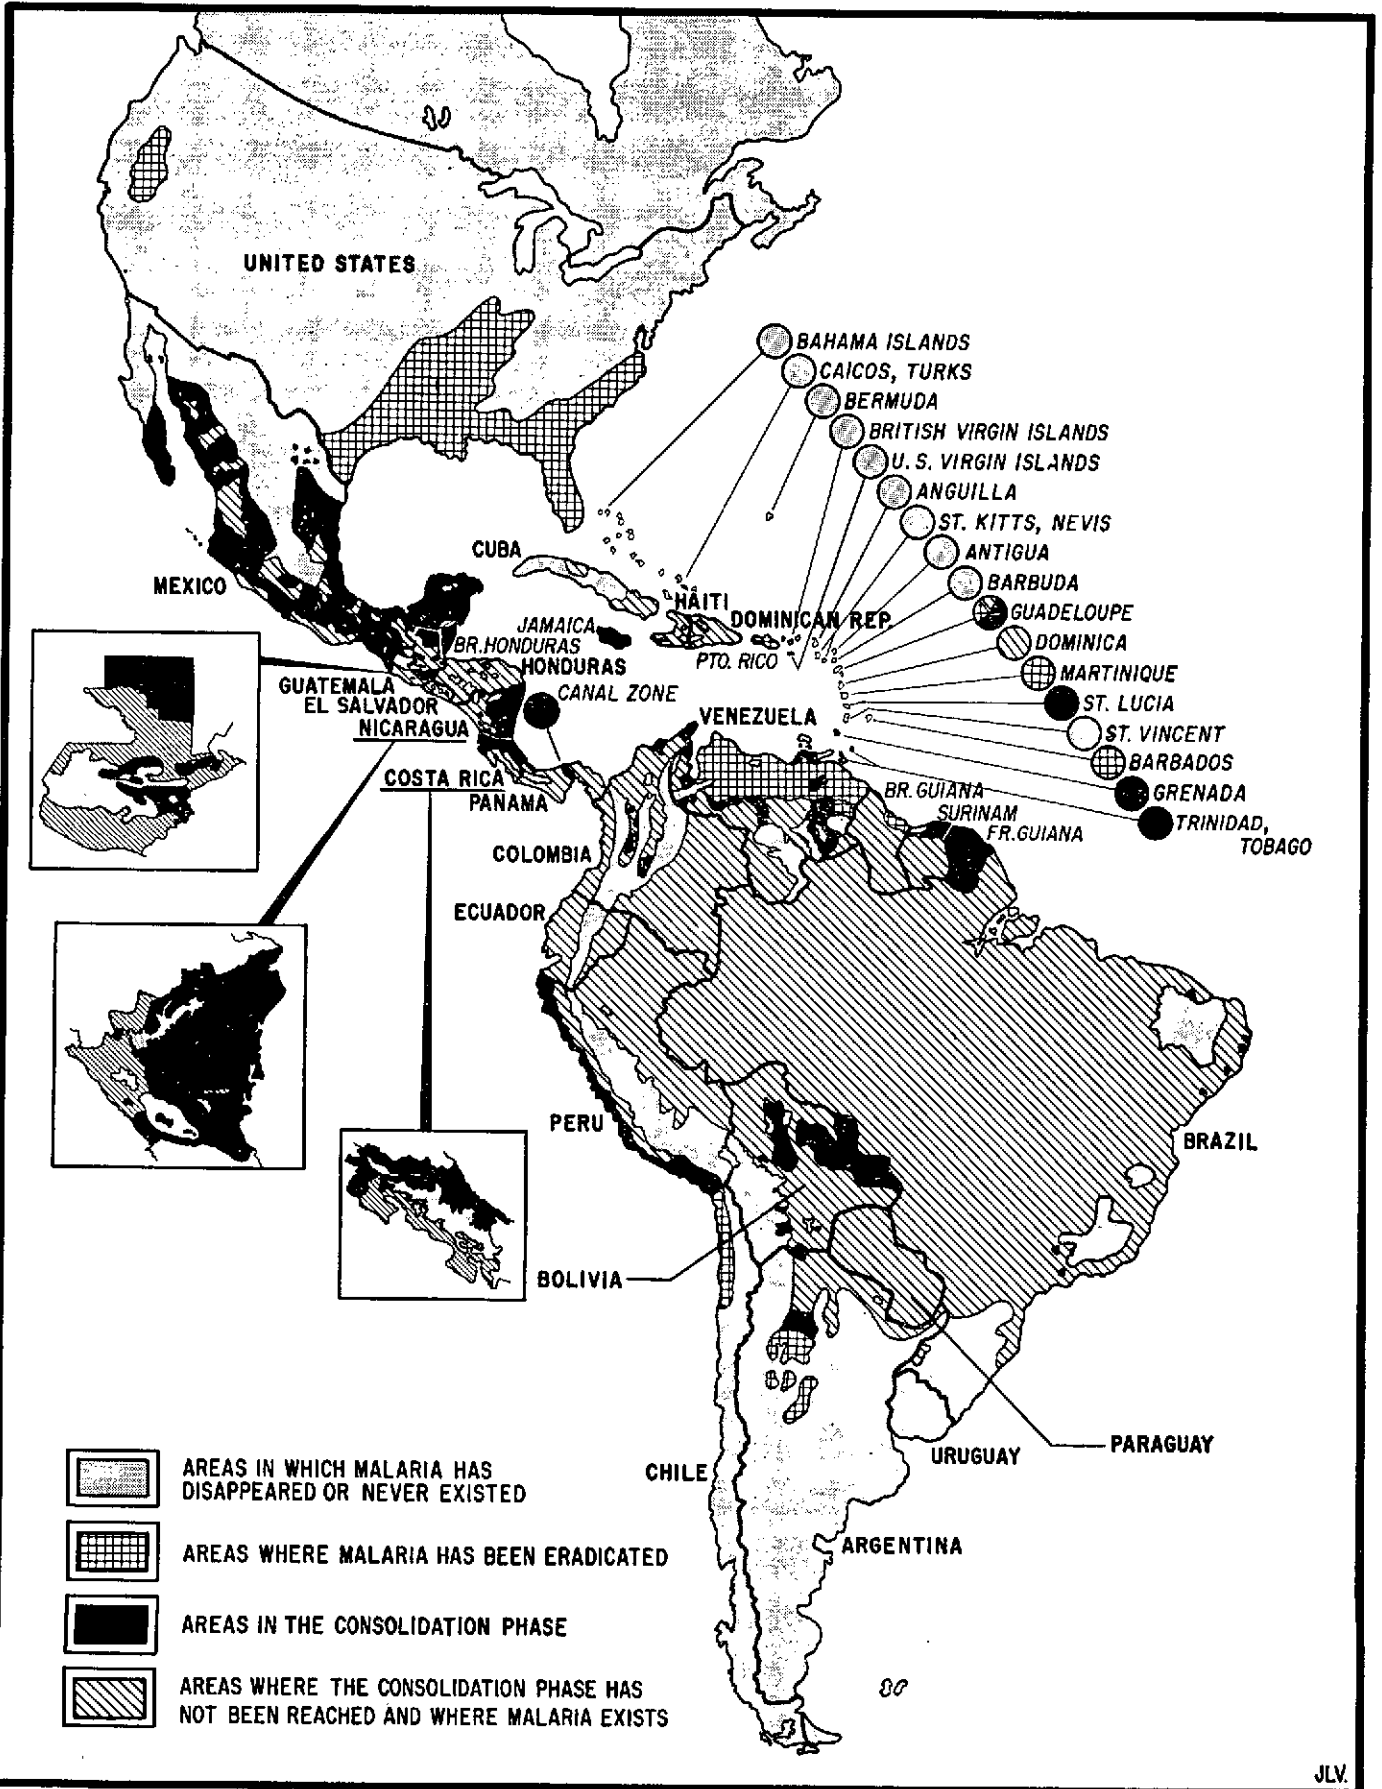 UNITED STATES
BAHAMA ISLANDS
CAICOS, TURKS
BERMUDA
BRITISH VIRGIN ISLANDS
U. S. VIRGIN ISLANDS
ANGUILLA
ST. KITTS, NEVIS
ANTIGUA
BARBUDA
GUADELOUPE
DOMINICA
MARTINIQUE
ST. LUCIA
ST. VINCENT
BARBADOS
GRENADA
TRINIDAD,
TOBAGO
CUBA
MEXICO
HAITI
DOMINICAN REP.
JAMAICA
BR. HONDURAS
PTO. RICO
HONDURAS
GUATEMALA
CANAL ZONE
EL SALVADOR
NICARAGUA
VENEZUELA
COSTA RICA
PANAMA
BR. GUIANA
SURINAM
FR. GUIANA
COLOMBIA
ECUADOR
PERU
BRAZIL
BOLIVIA
PARAGUAY
URUGUAY
CHILE
ARGENTINA
AREAS IN WHICH MALARIA HAS
DISAPPEARED OR NEVER EXISTED
AREAS WHERE MALARIA HAS BEEN ERADICATED
AREAS IN THE CONSOLIDATION PHASE
AREAS WHERE THE CONSOLIDATION PHASE HAS
NOT BEEN REACHED AND WHERE MALARIA EXISTS
JLV.